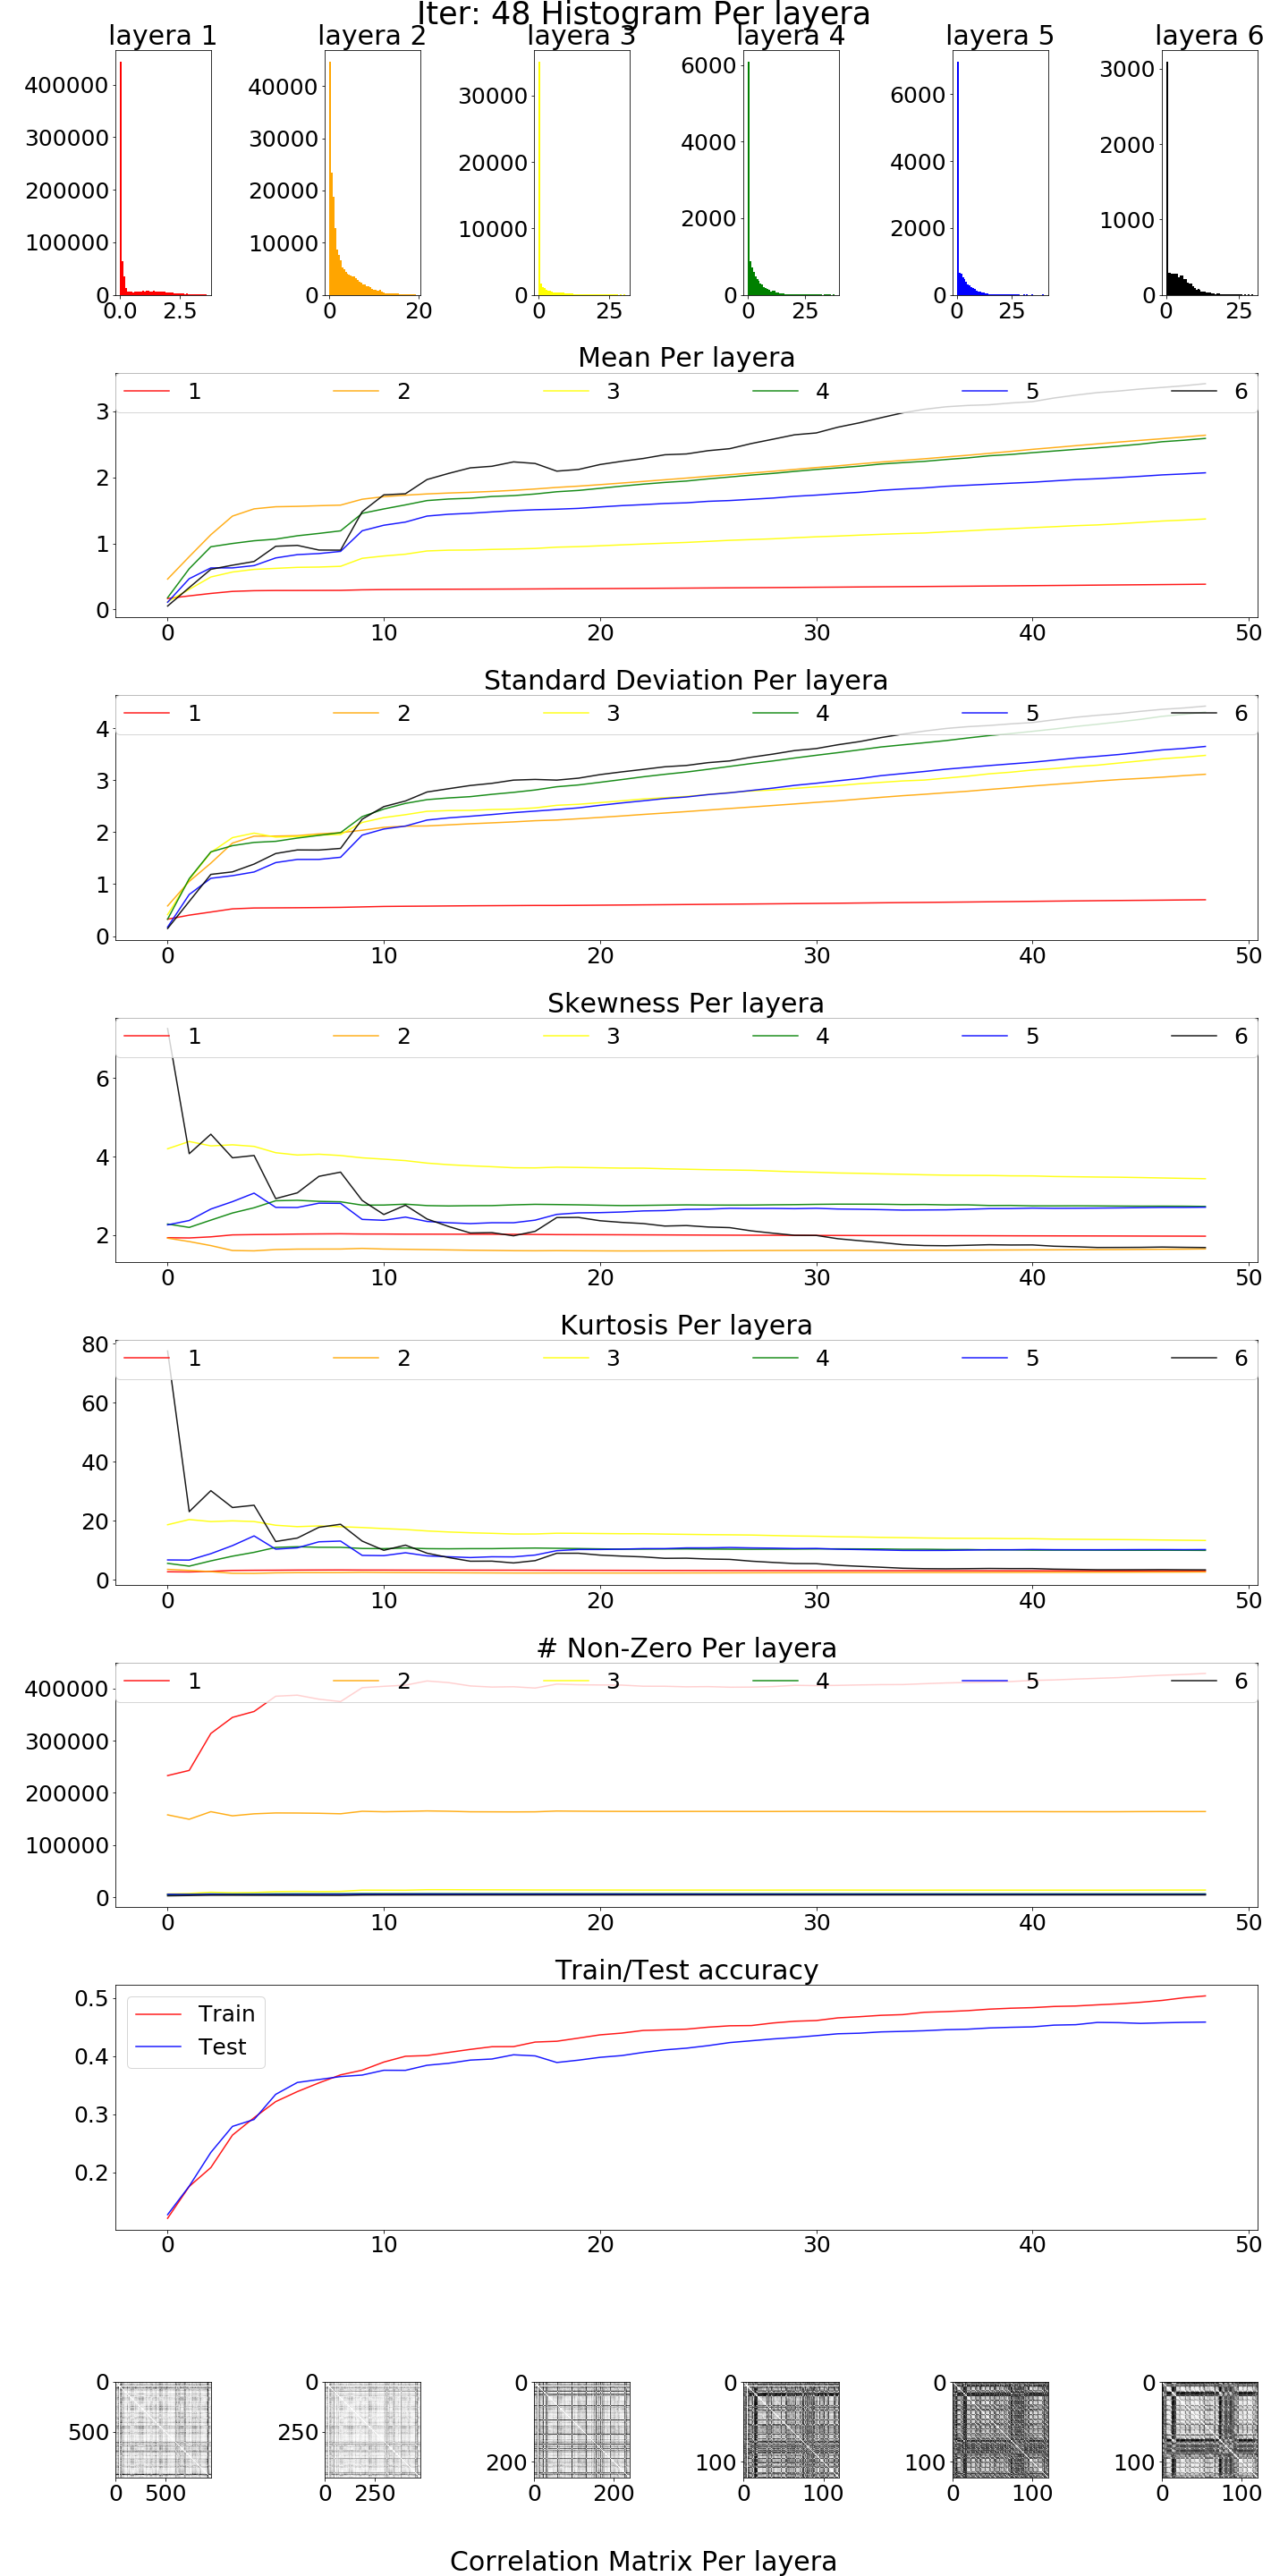 Iter: 48 Histogram Per layera
layera 1 layera 2 layera 3 layera 4 layera 5 layera 6
400000 300000 200000 100000 0
0.0 2.5
40000 30000 20000 10000 0
0 20
30000 20000 10000 0
0 25
6000 4000 2000 0
0 25
6000 4000 2000 0
0 25
3000 2000 1000 0
0 25
Mean Per layera
1 2 3 4 5 6
3
2
1
0
0 10 20 30 40 50
Standard Deviation Per layera
1 2 3 4 5 6
4
3
2
1
0
0 10 20 30 40 50
Skewness Per layera
1 2 3 4 5 6
6
4
2
0 10 20 30 40 50
Kurtosis Per layera
80
1 2 3 4 5 6
60
40
20
0
0 10 20 30 40 50
# Non-Zero Per layera
1 2 3 4 5 6
400000
300000
200000
100000
0
0 10 20 30 40 50
Train/Test accuracy
Train
Test
0.5
0.4
0.3
0.2
0 10 20 30 40 50
0 500
0 500
0 250
0 250
0 200
0 200
0 100
0 100
0 100
0 100
0 100
0 100
Correlation Matrix Per layera